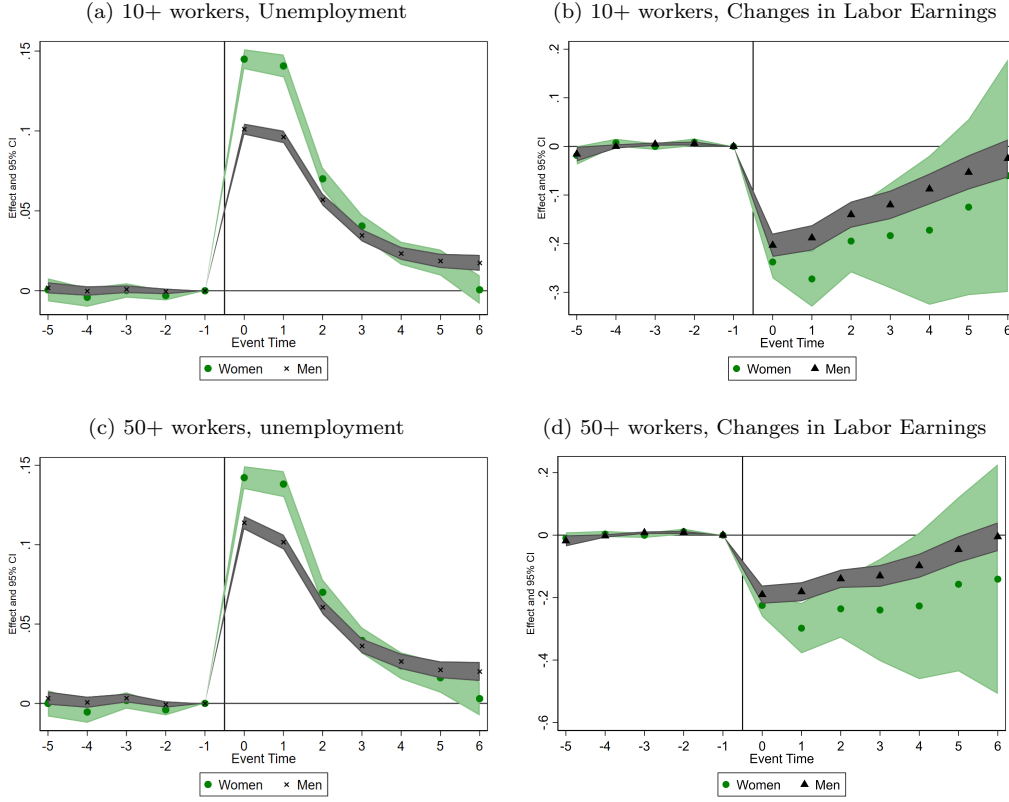 (a) 10+ workers, Unemployment
Effect and 95% CI
.15
.1
.05
0
-5 -4 -3 -2 -1 0 1 2 3 4 5 6
Event Time
Women Men
(b) 10+ workers, Changes in Labor Earnings
Effect and 95% CI
.2
.1
0
-.1
-.2
-.3
-5 -4 -3 -2 -1 0 1 2 3 4 5 6
Event Time
Women Men
(c) 50+ workers, unemployment
Effect and 95% CI
.15
.1
.05
0
-5 -4 -3 -2 -1 0 1 2 3 4 5 6
Event Time
Women Men
(d) 50+ workers, Changes in Labor Earnings
Effect and 95% CI
.2
0
-.2
-.4
-.6
-5 -4 -3 -2 -1 0 1 2 3 4 5 6
Event Time
Women Men